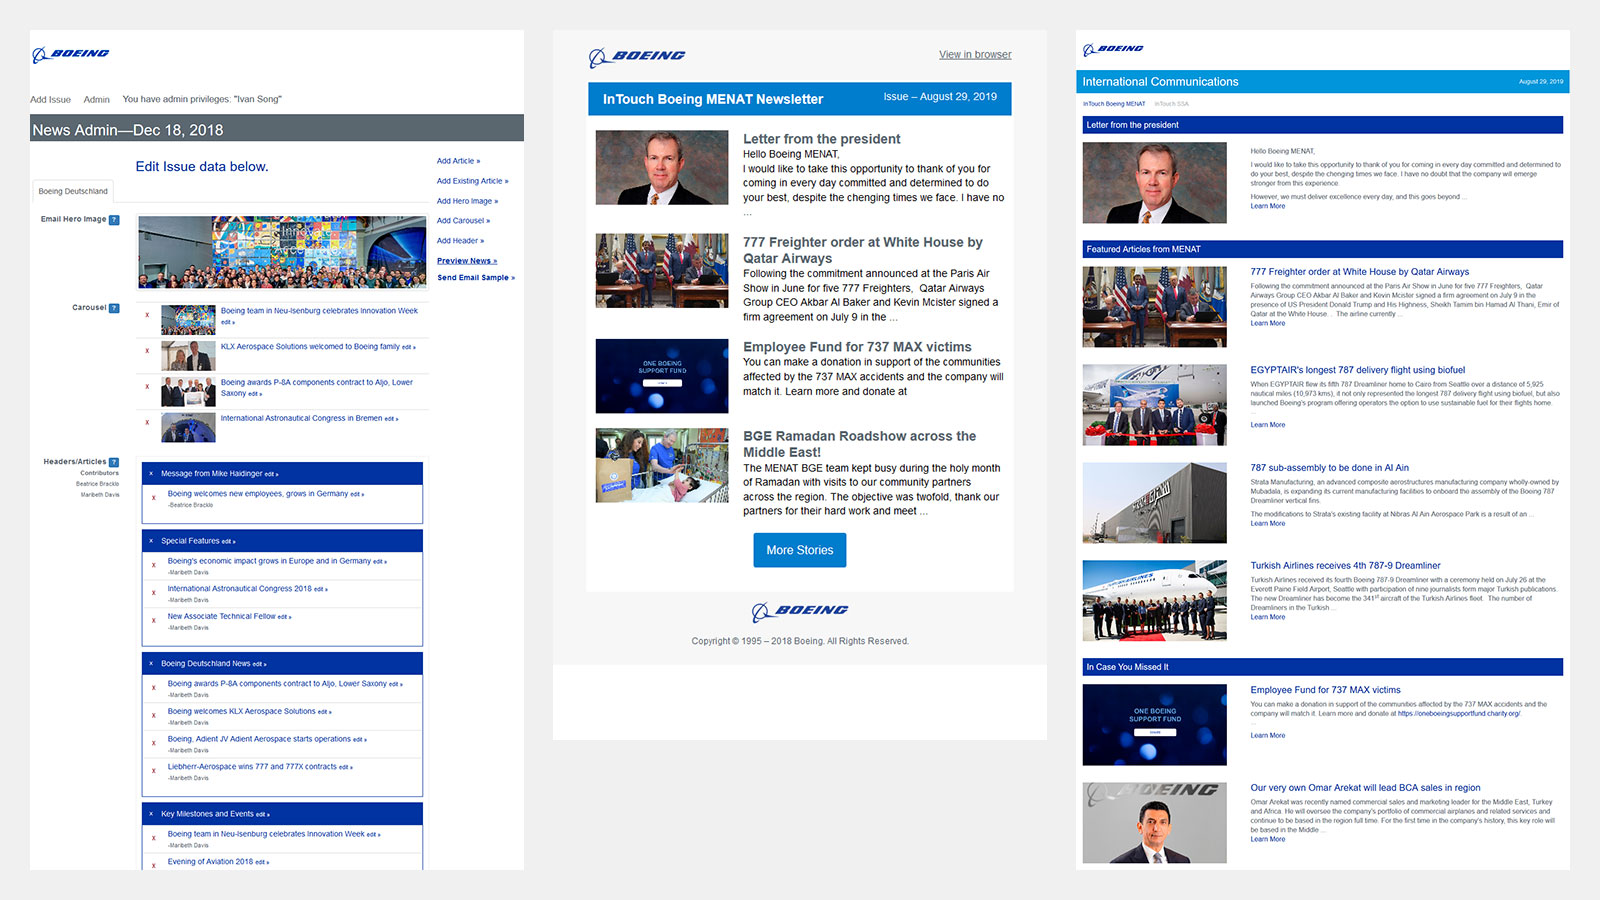 BOEING
Add Issue Admin You have admin privileges: "Ivan Song"
News Admin—Dec 18, 2018
Edit Issue data below.
Boeing Deutschland
Email Hero Image ?
Carousel ?
x Boeing team in Neu-Isenburg celebrates Innovation Week
edit »
x KLX Aerospace Solutions welcomed to Boeing family edit »
x Boeing awards P-8A components contract to Aljo, Lower
Saxony edit »
x International Astronautical Congress in Bremen edit »
Headers/Articles ?
Contributors
Beatrice Bracklo
Maribeth Davis
x Message from Mike Haidinger edit »
x Boeing welcomes new employees, grows in Germany edit »
-Beatrice Bracklo
x Special Features edit »
x Boeing's economic impact grows in Europe and in Germany edit »
-Maribeth Davis
x International Astronautical Congress 2018 edit »
-Maribeth Davis
x New Associate Technical Fellow edit »
-Maribeth Davis
x Boeing Deutschland News edit »
x Boeing awards P-8A components contract to Aljo, Lower Saxony edit »
-Maribeth Davis
x Boeing welcomes KLX Aerospace Solutions edit »
-Maribeth Davis
x Boeing, Adient JV Adient Aerospace starts operations edit »
-Maribeth Davis
x Liebherr-Aerospace wins 777 and 777X contracts edit »
-Maribeth Davis
x Key Milestones and Events edit »
x Boeing team in Neu-Isenburg celebrates Innovation Week edit »
-Maribeth Davis
x Evening of Aviation 2018 edit »
Add Article »
Add Existing Article »
Add Hero Image »
Add Carousel »
Add Header »
Preview News »
Send Email Sample »
BOEING
View in browser
InTouch Boeing MENAT Newsletter
Issue – August 29, 2019
Letter from the president
Hello Boeing MENAT,
I would like to take this opportunity to thank of you for
coming in every day committed and determined to do
your best, despite the chenging times we face. I have no
...
777 Freighter order at White House by
Qatar Airways
Following the commitment announced at the Paris Air
Show in June for five 777 Freighters, Qatar Airways
Group CEO Akbar Al Baker and Kevin Mcister signed a
firm agreement on July 9 in the ...
ONE BOEING
SUPPORT FUND
Employee Fund for 737 MAX victims
You can make a donation in support of the communities
affected by the 737 MAX accidents and the company will
match it. Learn more and donate at
BGE Ramadan Roadshow across the
Middle East!
The MENAT BGE team kept busy during the holy month
of Ramadan with visits to our community partners
across the region. The objective was twofold, thank our
partners for their hard work and meet ...
More Stories
BOEING
Copyright © 1995 – 2018 Boeing. All Rights Reserved.
BOEING
International Communications
August 29, 2019
InTouch Boeing MENAT InTouch SSA
Letter from the president
Hello Boeing MENAT,
I would like to take this opportunity to thank of you for coming in every day committed and determined to
do your best, despite the chenging times we face. I have no doubt that the company will emerge
stronger from this experience.
However, we must deliver excellence every day, and this goes beyond ...
Learn More
Featured Articles from MENAT
777 Freighter order at White House by Qatar Airways
Following the commitment announced at the Paris Air Show in June for five 777 Freighters, Qatar
Airways Group CEO Akbar Al Baker and Kevin Mcister signed a firm agreement on July 9 in the
presence of US President Donald Trump and His Highness, Sheikh Tamim bin Hamad Al Thani, Emir of
Qatar at the White House. . The airline currently ...
Learn More
EGYPTAIR's longest 787 delivery flight using biofuel
When EGYPTAIR flew its fifth 787 Dreamliner home to Cairo from Seattle over a distance of 5,925
nautical miles (10,973 kms), it not only represented the longest 787 delivery flight using biofuel, but also
launched Boeing's program offering operators the option to use sustainable fuel for their flights home.
...
Learn More
787 sub-assembly to be done in Al Ain
Strata Manufacturing, an advanced composite aerostructures manufacturing company wholly-owned by
Mubadala, is expanding its current manufacturing facilities to onboard the assembly of the Boeing 787
Dreamliner vertical fins.
The modifications to Strata's existing facility at Nibras Al Ain Aerospace Park is a result of an ...
Learn More
Turkish Airlines receives 4th 787-9 Dreamliner
Turkish Airlines received its fourth Boeing 787-9 Dreamliner with a ceremony held on July 26 at the
Everott Paine Field Airport, Seattle with participation of nine journalists form major Turkish publications.
The new Dreamliner has become the 341st aircraft of the Turkish Airlines fleet. The number of
Dreamliners in the Turkish ...
Learn More
In Case You Missed It
ONE BOEING
SUPPORT FUND
Employee Fund for 737 MAX victims
You can make a donation in support of the communities affected by the 737 MAX accidents and the
company will match it. Learn more and donate at https://oneboeingsupportfund.charity.org/
...
Learn More
BOEING
Our very own Omar Arekat will lead BCA sales in region
Omar Arekat was recently named commercial sales and marketing leader for the Middle East, Turkey
and Africa. He will oversee the company's portfolio of commercial airplanes and related services and
continue to be based in the region full time. For the first time in the company's history, this key role will
be based in the Middle ...
Learn More